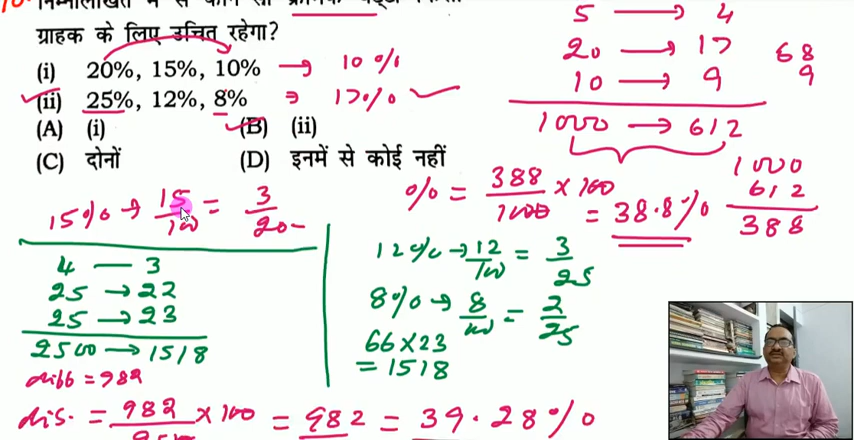 ग्राहक के लिए उचित रहेगा?
(i) 20%, 15%, 10% → 10%
(ii) 25%, 12%, 8% ⇒ 17%
(A) (i) (B) (ii)
(C) दोनों (D) इनमें से कोई नहीं
5 → 4
20 → 17 68
10 → 9 9
1000 → 612
1000
612
388
% = 388/1000 × 100 = 38.8%
15% → 15/100 = 3/20
4 — 3
25 → 22
25 → 23
2500 → 1518
diff = 982
12% → 12/100 = 3/25
8% → 8/100 = 2/25
66 × 23
= 1518
dis. = 982/2500 × 100 = 982 = 39.28%